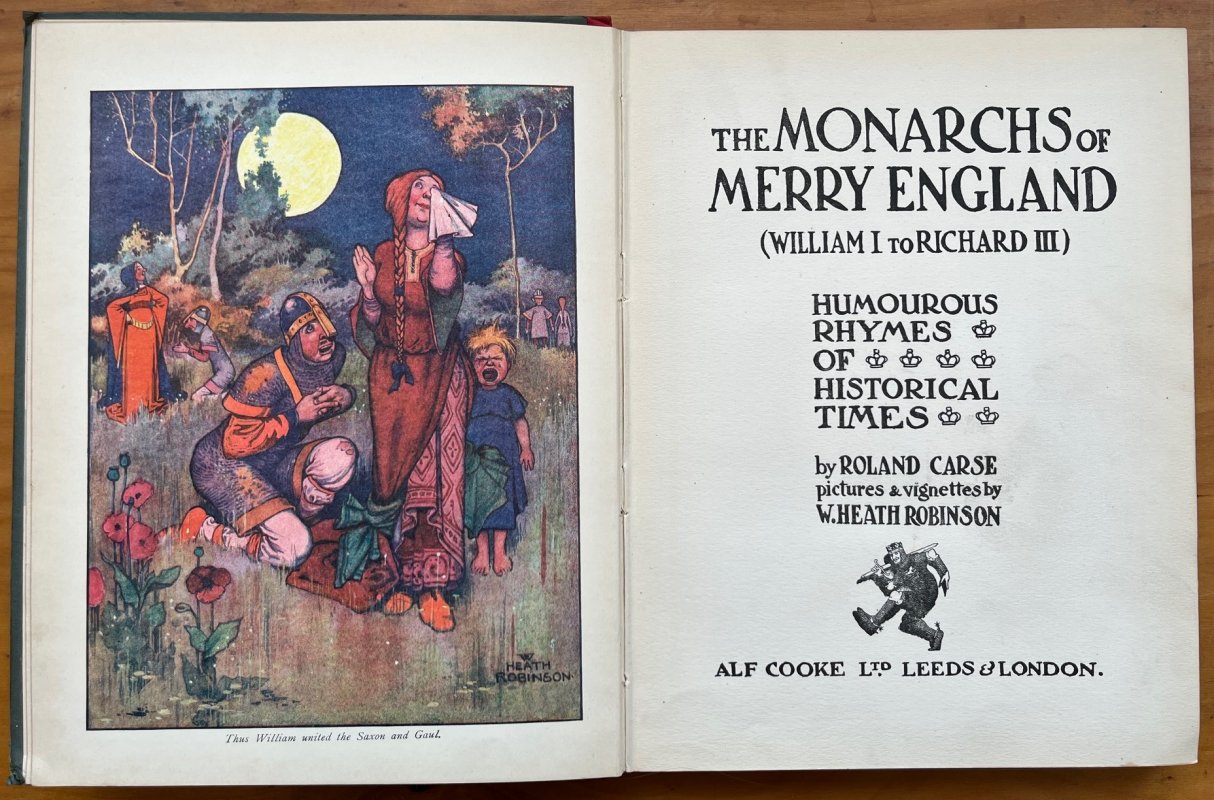 W
HEATH
ROBINSON
Thus William united the Saxon and Gaul.
THE MONARCHS OF
MERRY ENGLAND
(WILLIAM I TO RICHARD III)
HUMOUROUS
RHYMES
OF
HISTORICAL
TIMES
by ROLAND CARSE
pictures & vignettes by
W. HEATH ROBINSON
ALF COOKE LTD LEEDS & LONDON.